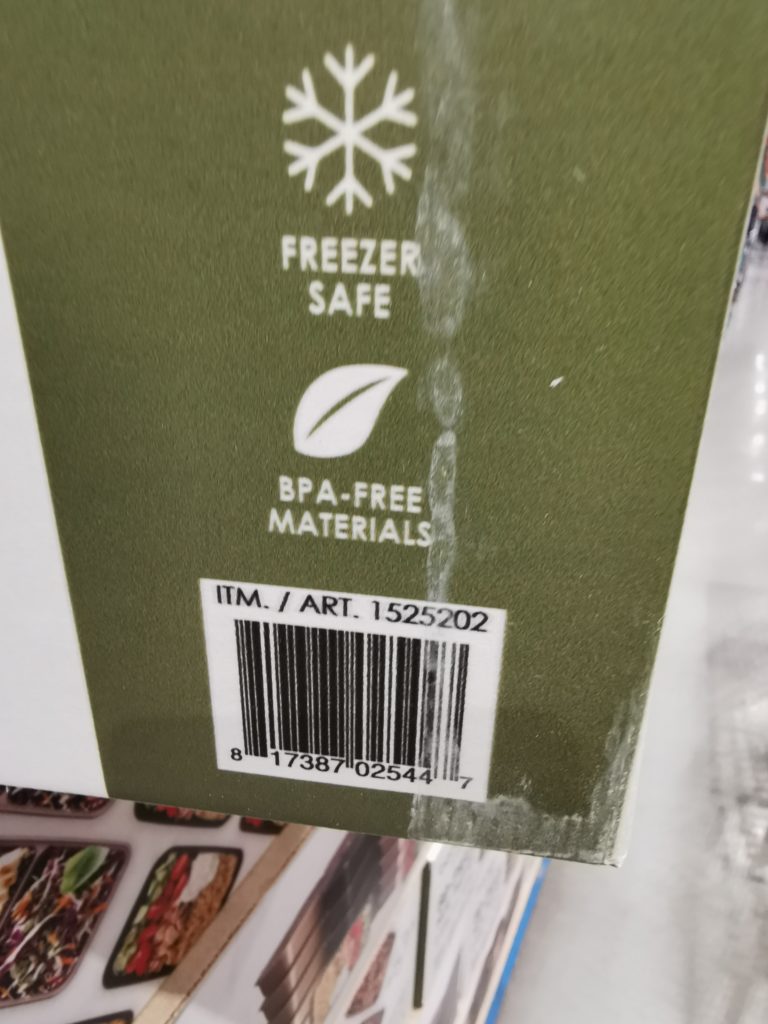 FREEZER
SAFE
BPA-FREE
MATERIALS
ITM. / ART. 1525202
8 17387 02544 7